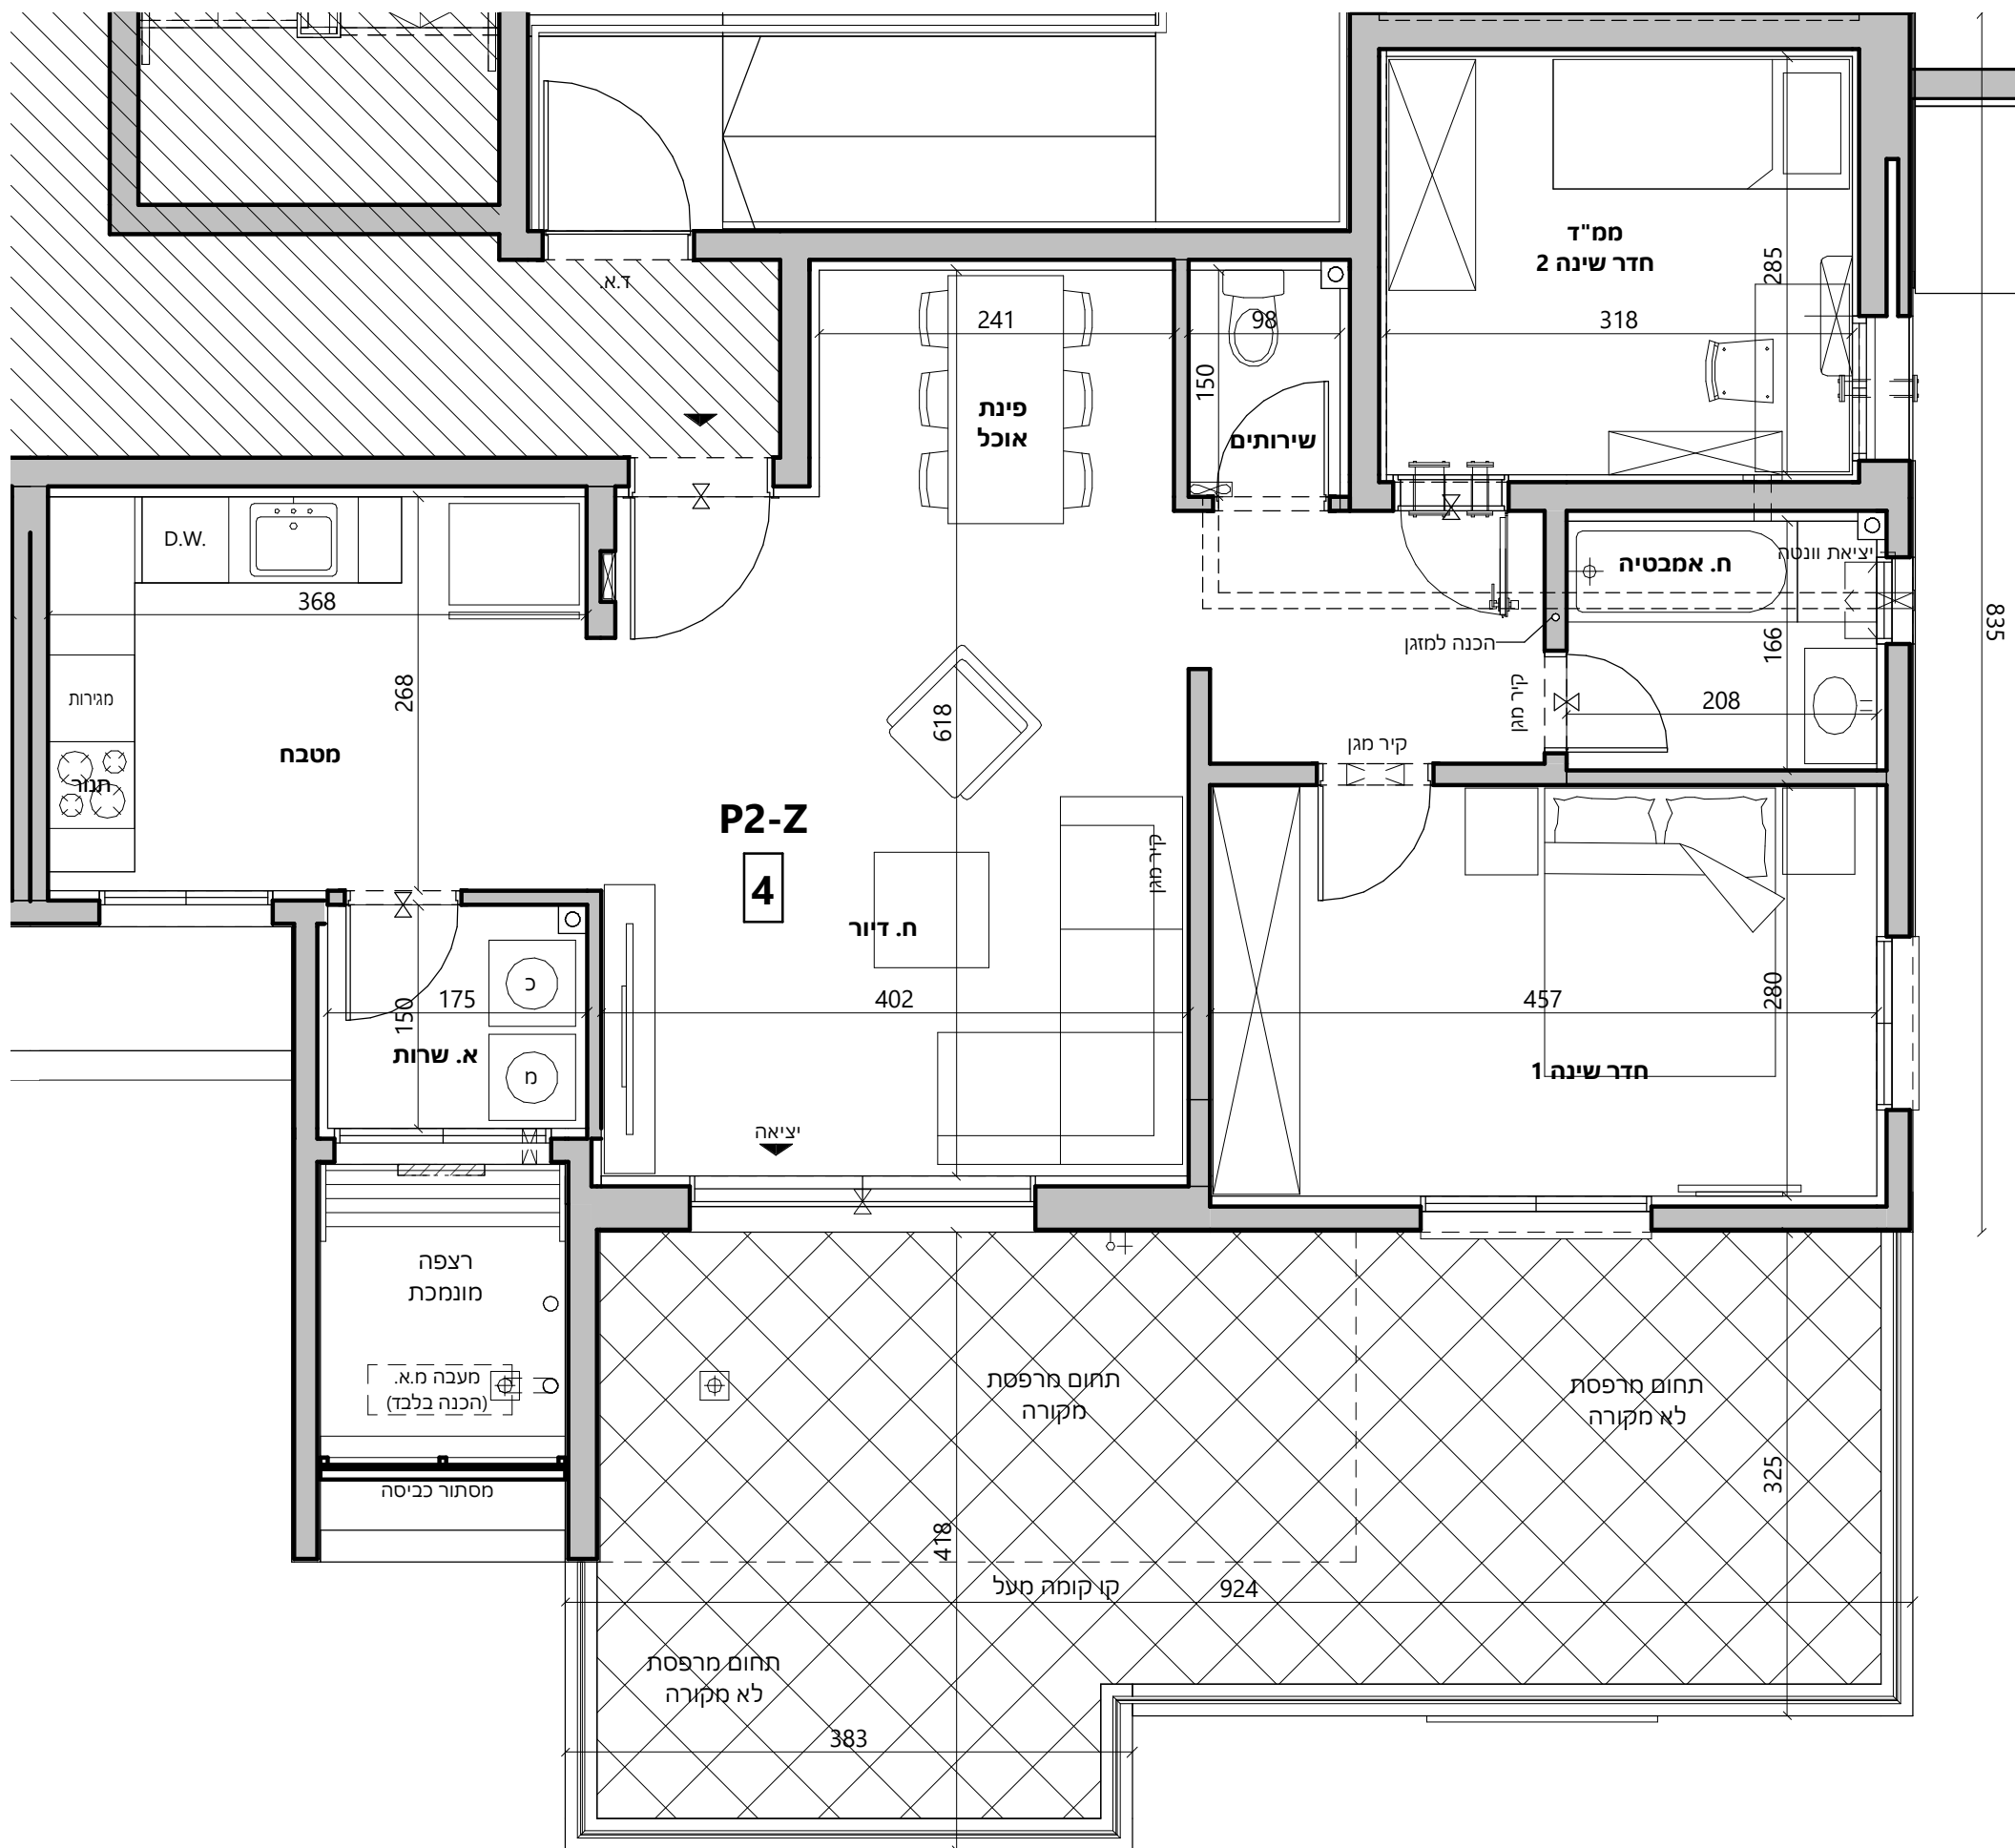 ממ"ד
חדר שינה 2
285
318
ד.א.
241
98
150
פינת
אוכל
שירותים
D.W.
368
268
מגירות
תנור
מטבח
618
P2-Z
4
ח. דיור
קיר מגן
402
יציאה
ח. אמבטיה
יציאת וונטה
הכנה למזגן
166
208
קיר מגן
קיר מגן
835
457
280
חדר שינה 1
175
150
כ
מ
א. שרות
רצפה
מונמכת
מעבה מ.א.
(הכנה בלבד)
מסתור כביסה
תחום מרפסת
מקורה
תחום מרפסת
לא מקורה
325
418
קו קומה מעל
924
תחום מרפסת
לא מקורה
383